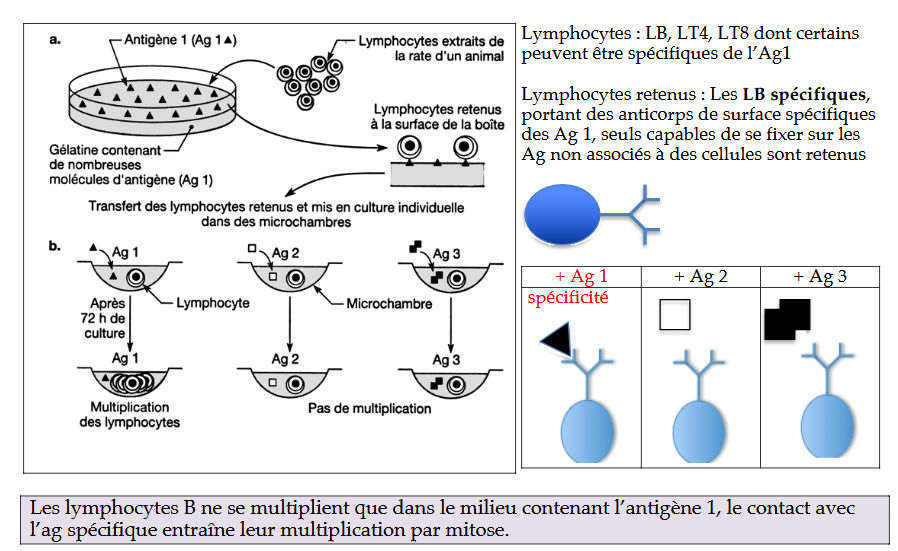 a.
Antigène 1 (Ag 1▲)
Lymphocytes extraits de
la rate d'un animal
Lymphocytes retenus
à la surface de la boîte
Gélatine contenant
de nombreuses
molécules d'antigène (Ag 1)
Transfert des lymphocytes retenus et mis en culture individuelle
dans des microchambres
b.
Ag 1
Ag 2
Ag 3
Lymphocyte
Microchambre
Après
72 h de
culture
Ag 1
Ag 2
Ag 3
Multiplication
des lymphocytes
Pas de multiplication
Lymphocytes : LB, LT4, LT8 dont certains
peuvent être spécifiques de l'Ag1
Lymphocytes retenus : Les LB spécifiques,
portant des anticorps de surface spécifiques
des Ag 1, seuls capables de se fixer sur les
Ag non associés à des cellules sont retenus
+ Ag 1
+ Ag 2
+ Ag 3
spécificité
Les lymphocytes B ne se multiplient que dans le milieu contenant l'antigène 1, le contact avec
l'ag spécifique entraîne leur multiplication par mitose.